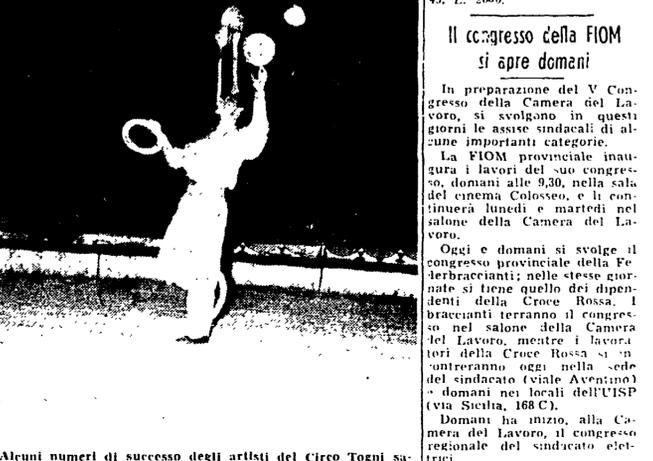 45, L. 2000.
Il congresso della FIOM
si apre domani
In preparazione del V Con-
gresso della Camera del La-
voro, si svolgono in questi
giorni le assise sindacali di al-
cune importanti categorie.
La FIOM provinciale inau-
gura i lavori del suo congres-
so, domani alle 9,30, nella sala
del cinema Colosseo, e li con-
tinuerà lunedì e martedì nel
salone della Camera del La-
voro.
Oggi e domani si svolge il
congresso provinciale della Fe
derbraccianti; nelle stesse gior-
nate si tiene quello dei dipen-
denti della Croce Rossa. I
braccianti terranno il congres-
so nel salone della Camera
del Lavoro, mentre i lavora
tori della Croce Rossa si in
contreranno oggi nella sede
del sindacato (viale Aventino)
e domani nei locali dell'UISP
(via Sicilia, 168 C).
Domani ha inizio, alla Ca-
mera del Lavoro, il congresso
regionale del sindacato elet-
trici
Alcuni numeri di successo degli artisti del Circo Togni sa-